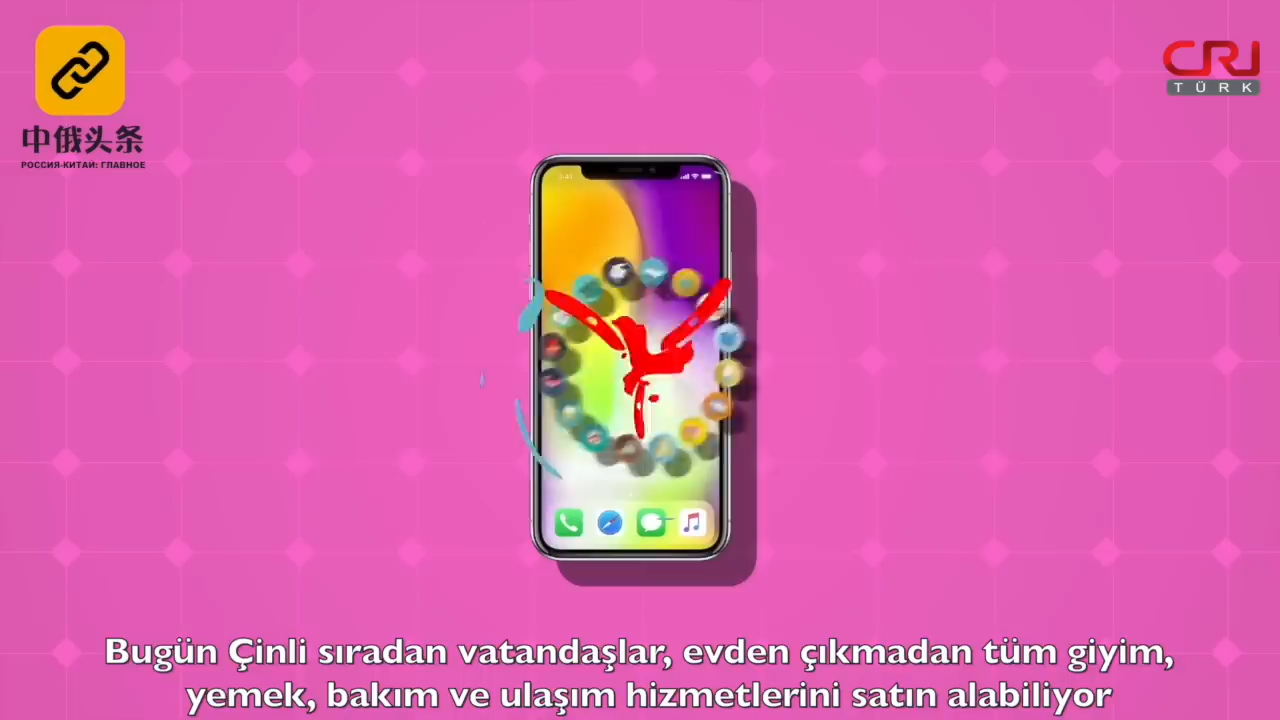 中俄头条
РОССИЯ-КИТАЙ: ГЛАВНОЕ
CRI
TÜRK
Bugün Çinli sıradan vatandaşlar, evden çıkmadan tüm giyim,
yemek, bakım ve ulaşım hizmetlerini satın alabiliyor